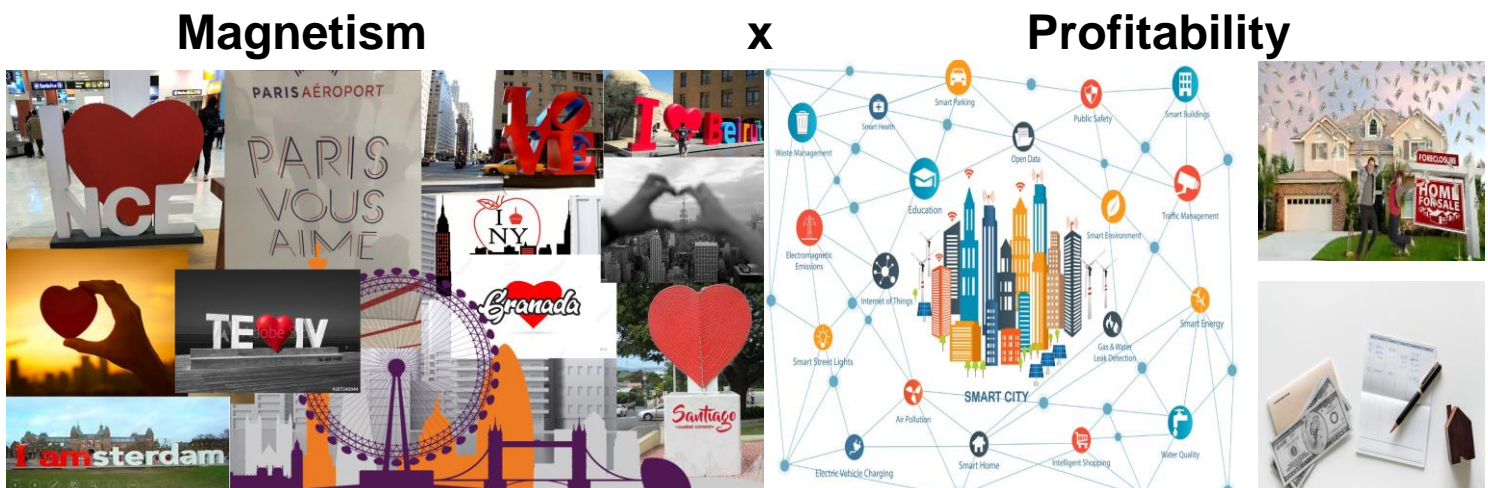 Magnetism
x
Profitability
I
NCE
PARISAÉROPORT
PARIS
VOUS
AIME
LOVE
I Beirut
I
NY
TE IV
Granada
Santiago
I amsterdam
Smart Parking
Smart Health
Public Safety
Smart Buildings
Waste Management
Open Data
Education
Traffic Management
Electromagnetic
Emissions
Smart Environment
Internet of Things
Smart Energy
Gas & Water
Leak Detection
Smart Street Lights
SMART CITY
Air Pollution
Electric Vehicle Charging
Smart Home
Intelligent Shopping
Water Quality
FORECLOSURE
HOME
FOR SALE